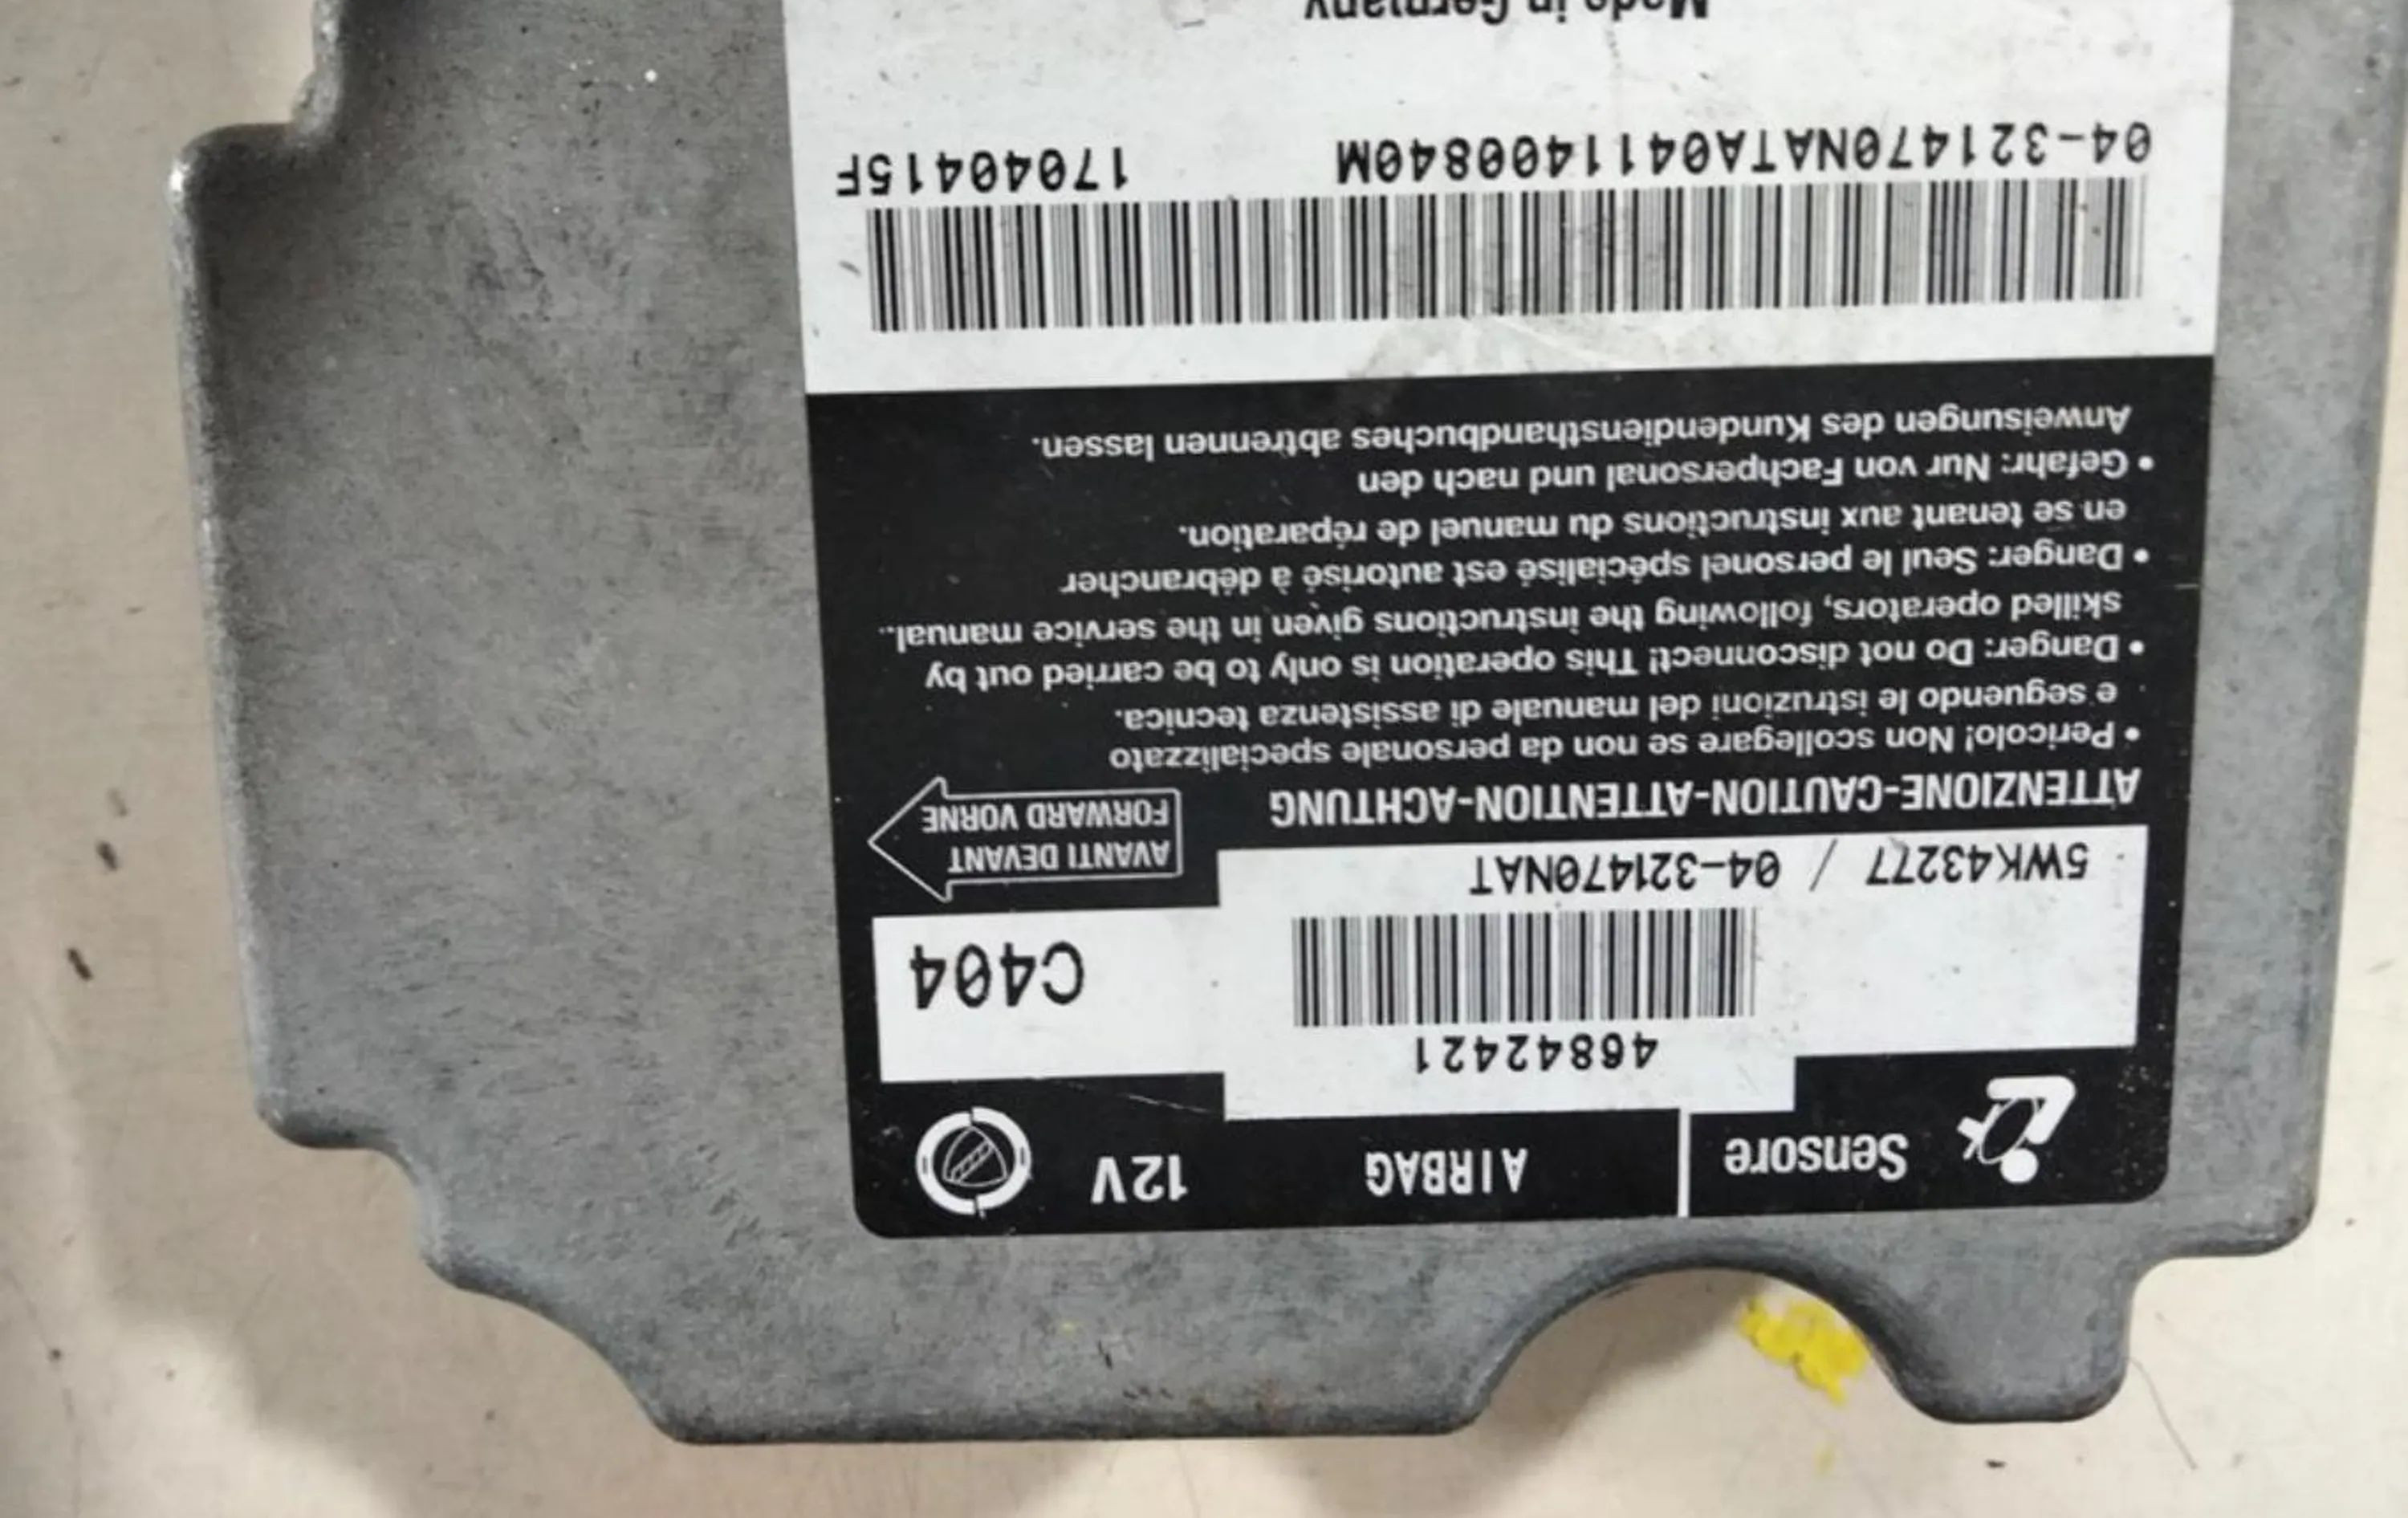 Sensore
AIRBAG
12V
46842421
C404
5WK43277 / 04-321470NAT
AVANTI DEVANT
FORWARD VORNE
ATTENZIONE-CAUTION-ATTENTION-ACHTUNG
• Pericolo! Non scollegare se non da personale specializzato
e seguendo le istruzioni del manuale di assistenza tecnica.
• Danger: Do not disconnect! This operation is only to be carried out by
skilled operators, following the instructions given in the service manual..
• Danger: Seul le personel spécialisé est autorisé à débrancher
en se tenant aux instructions du manuel de réparation.
• Gefahr: Nur von Fachpersonal und nach den
Anweisungen des Kundendiensthandbuches abtrennen lassen.
04-321470NATA0411400840M 17040415F
Made in Germany